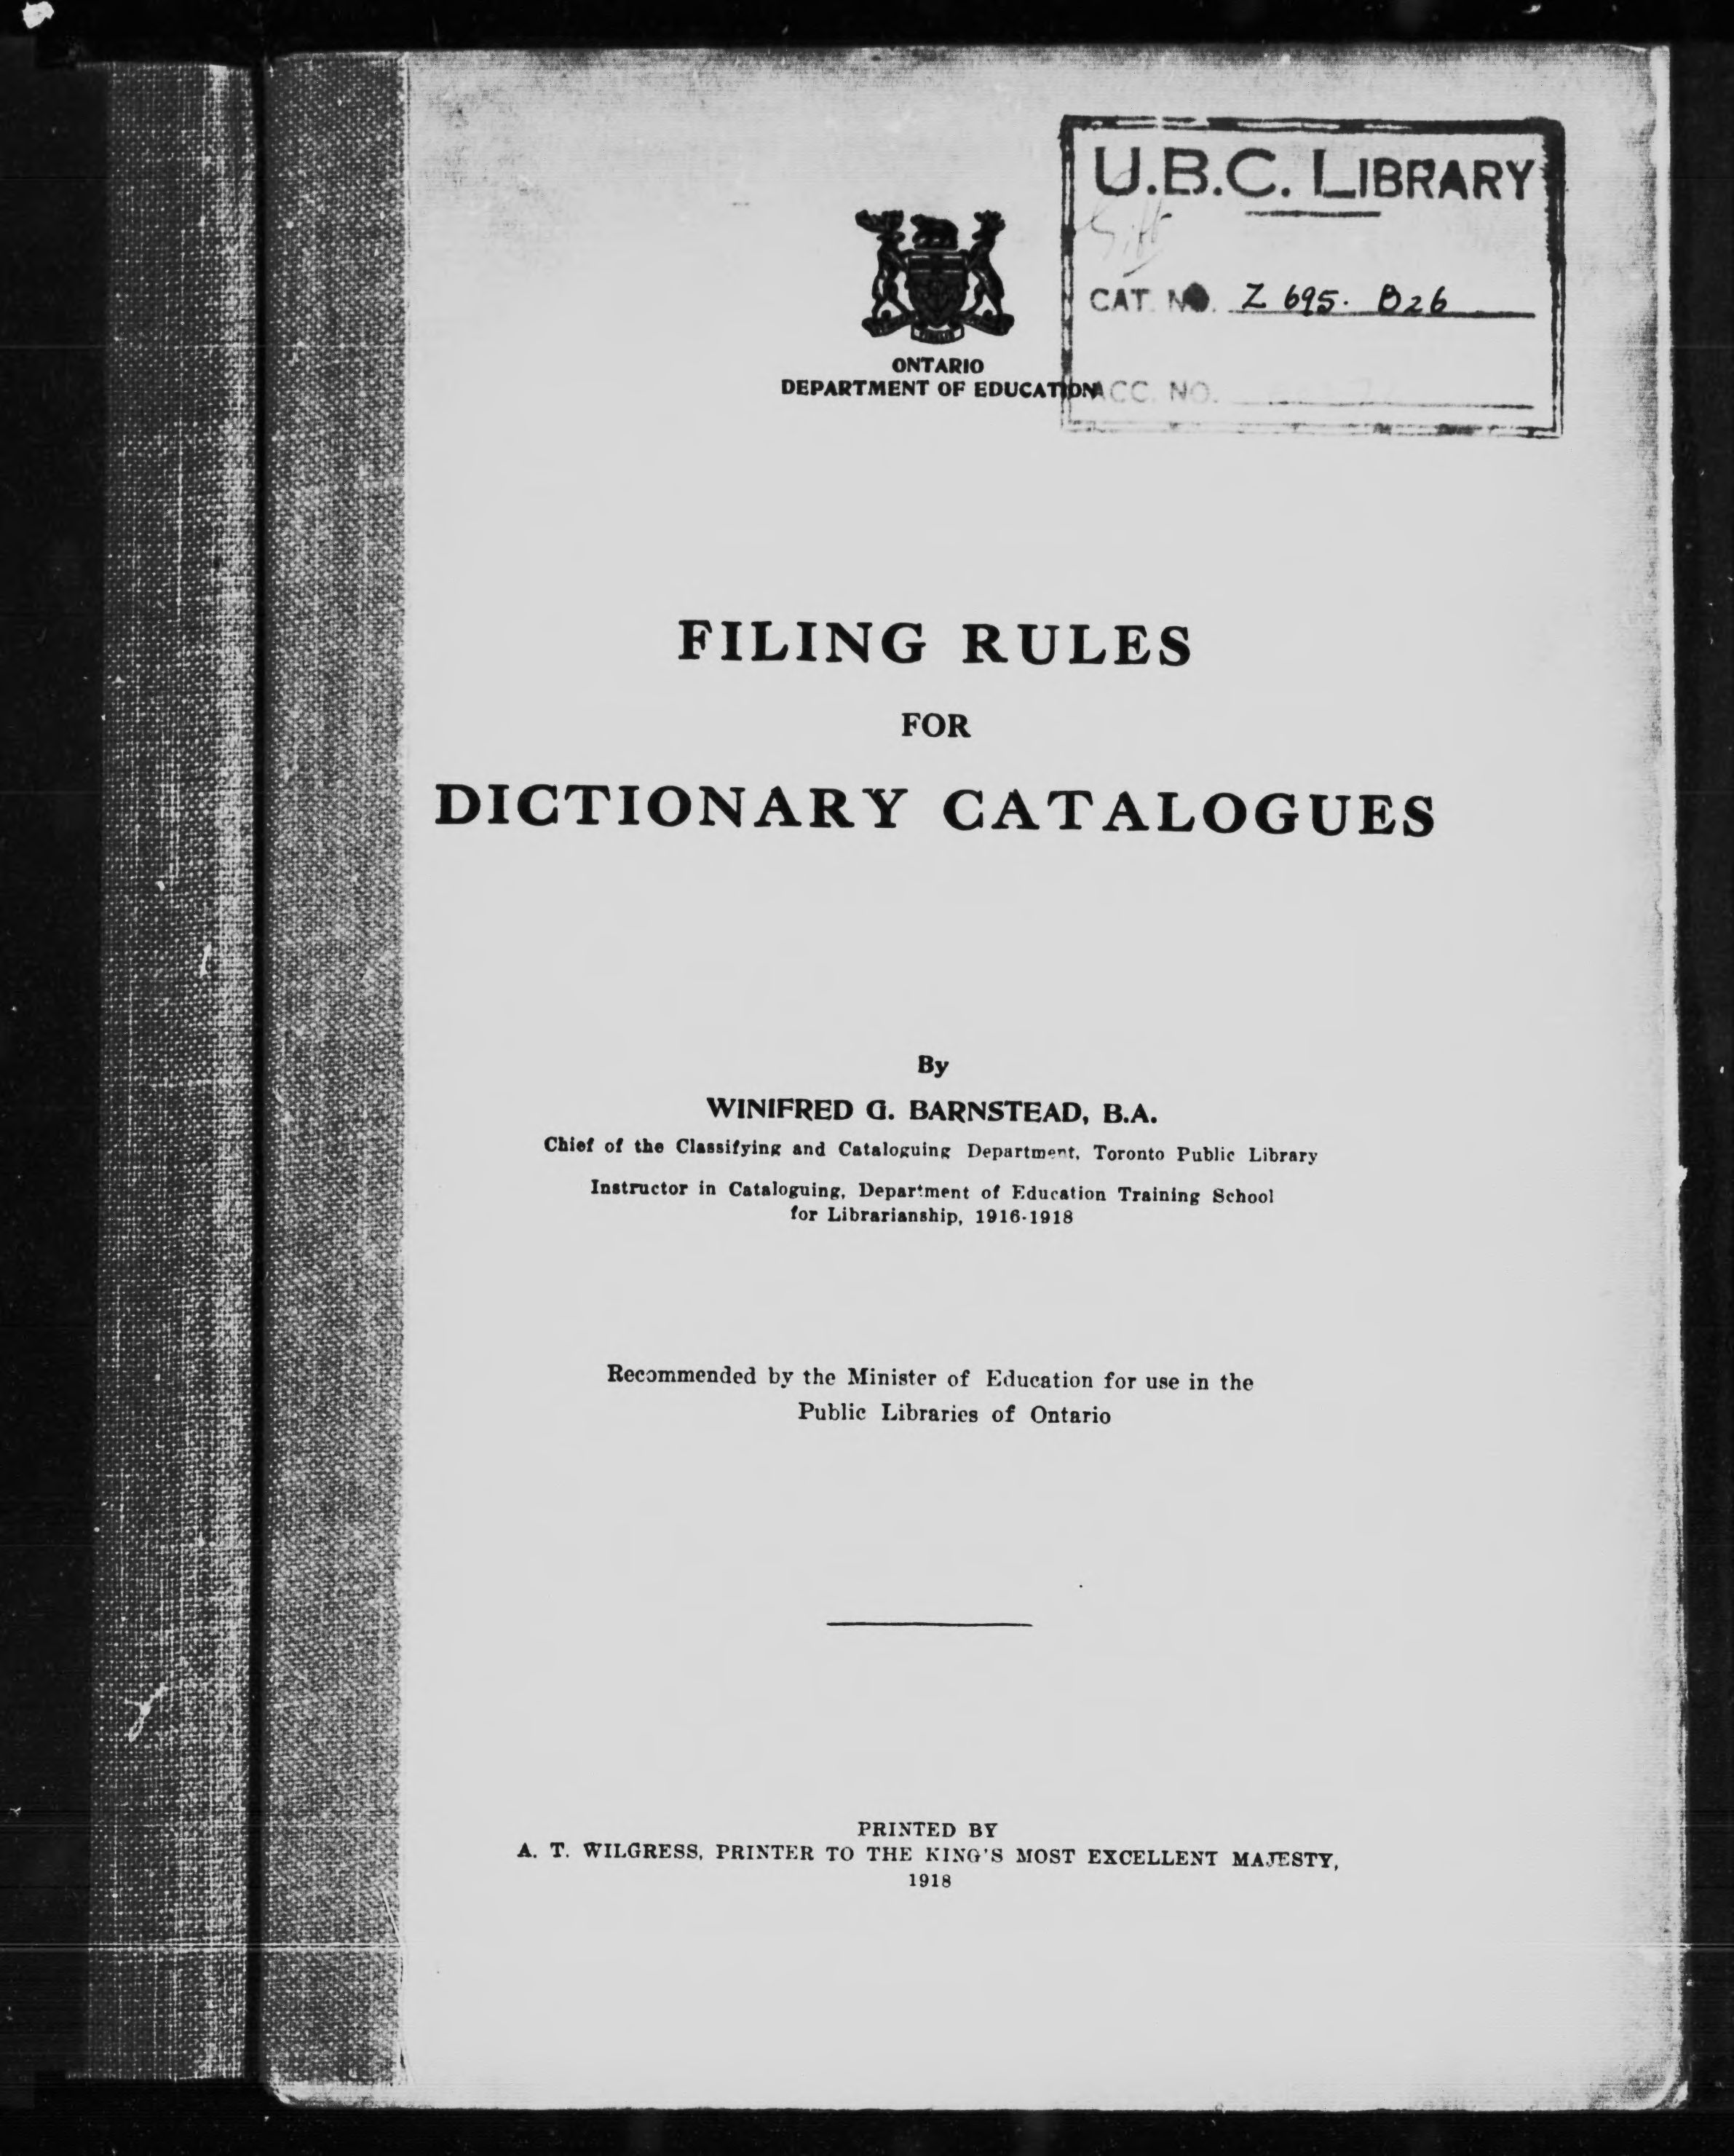 U.B.C. LIBRARY
Gift
CAT. NO. Z 695. B26
ACC. NO.
ONTARIO
DEPARTMENT OF EDUCATION
FILING RULES
FOR
DICTIONARY CATALOGUES
By
WINIFRED G. BARNSTEAD, B.A.
Chief of the Classifying and Cataloguing Department, Toronto Public Library
Instructor in Cataloguing, Department of Education Training School
for Librarianship, 1916-1918
Recommended by the Minister of Education for use in the
Public Libraries of Ontario
PRINTED BY
A. T. WILGRESS, PRINTER TO THE KING'S MOST EXCELLENT MAJESTY,
1918